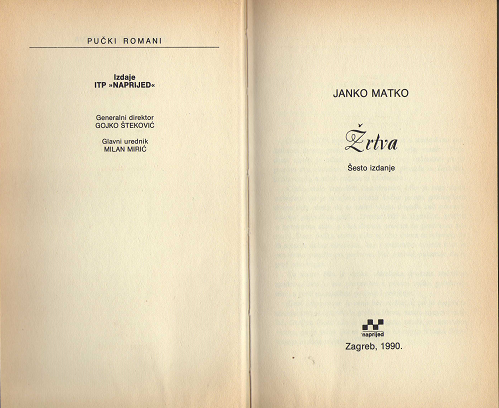 PUČKI ROMANI
Izdaje
ITP »NAPRIJED«
Generalni direktor
GOJKO ŠTEKOVIĆ
Glavni urednik
MILAN MIRIĆ
JANKO MATKO
Žrtva
Šesto izdanje
naprijed
Zagreb, 1990.